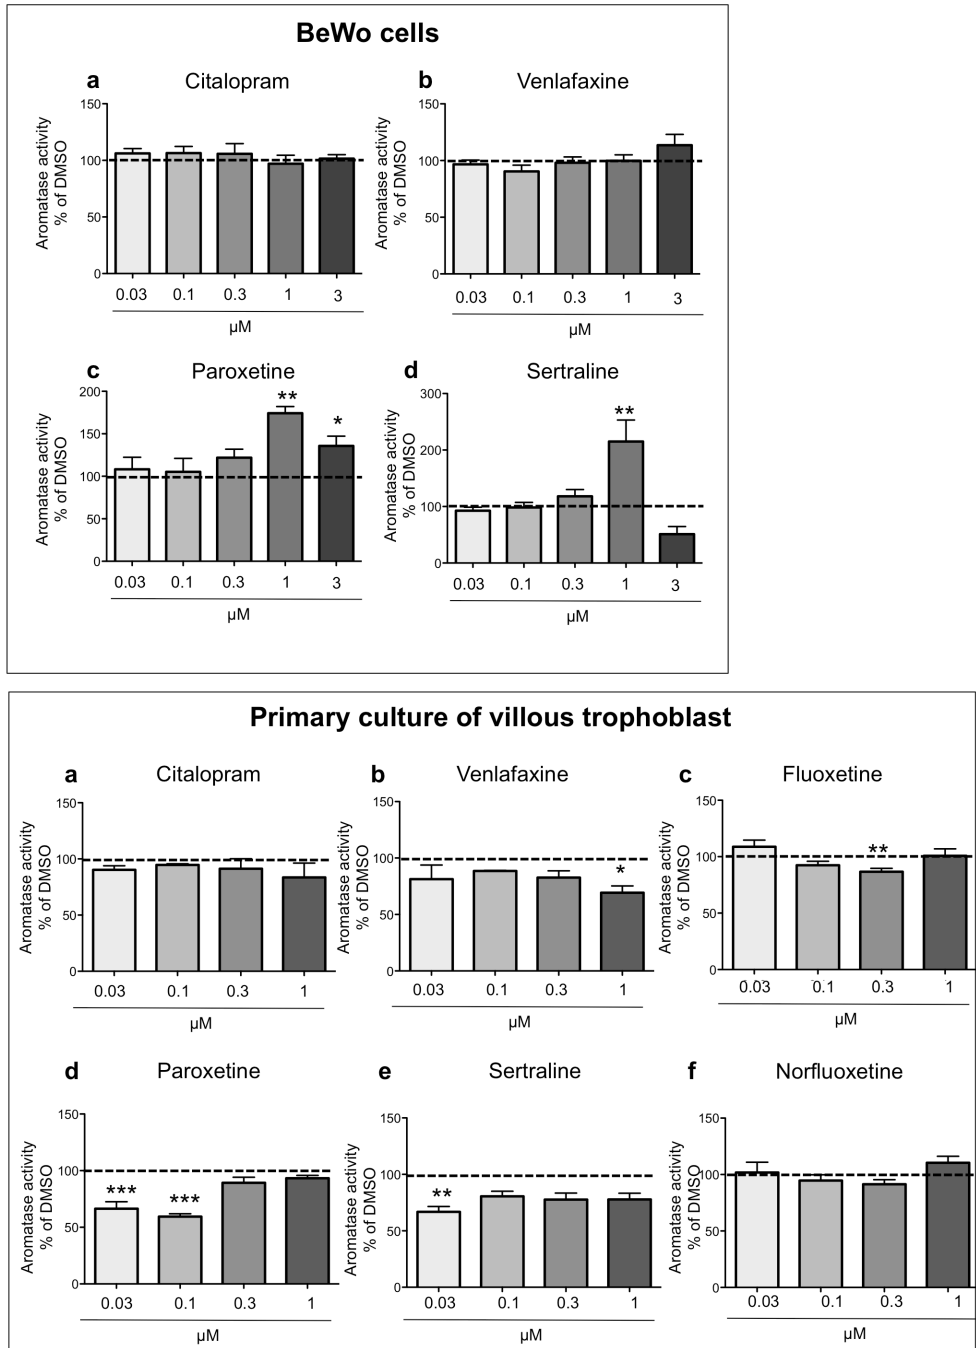 BeWo cells
a Citalopram
Aromatase activity
% of DMSO
150
100
50
0
0.03 0.1 0.3 1 3
µM
b Venlafaxine
Aromatase activity
% of DMSO
150
100
50
0
0.03 0.1 0.3 1 3
µM
c Paroxetine
Aromatase activity
% of DMSO
200
150
100
50
0
** *
0.03 0.1 0.3 1 3
µM
d Sertraline
Aromatase activity
% of DMSO
300
200
100
0
**
0.03 0.1 0.3 1 3
µM
Primary culture of villous trophoblast
a Citalopram
Aromatase activity
% of DMSO
150
100
50
0
0.03 0.1 0.3 1
µM
b Venlafaxine
Aromatase activity
% of DMSO
150
100
50
0
*
0.03 0.1 0.3 1
µM
c Fluoxetine
Aromatase activity
% of DMSO
150
100
50
0
**
0.03 0.1 0.3 1
µM
d Paroxetine
Aromatase activity
% of DMSO
150
100
50
0
*** ***
0.03 0.1 0.3 1
µM
e Sertraline
Aromatase activity
% of DMSO
150
100
50
0
**
0.03 0.1 0.3 1
µM
f Norfluoxetine
Aromatase activity
% of DMSO
150
100
50
0
0.03 0.1 0.3 1
µM